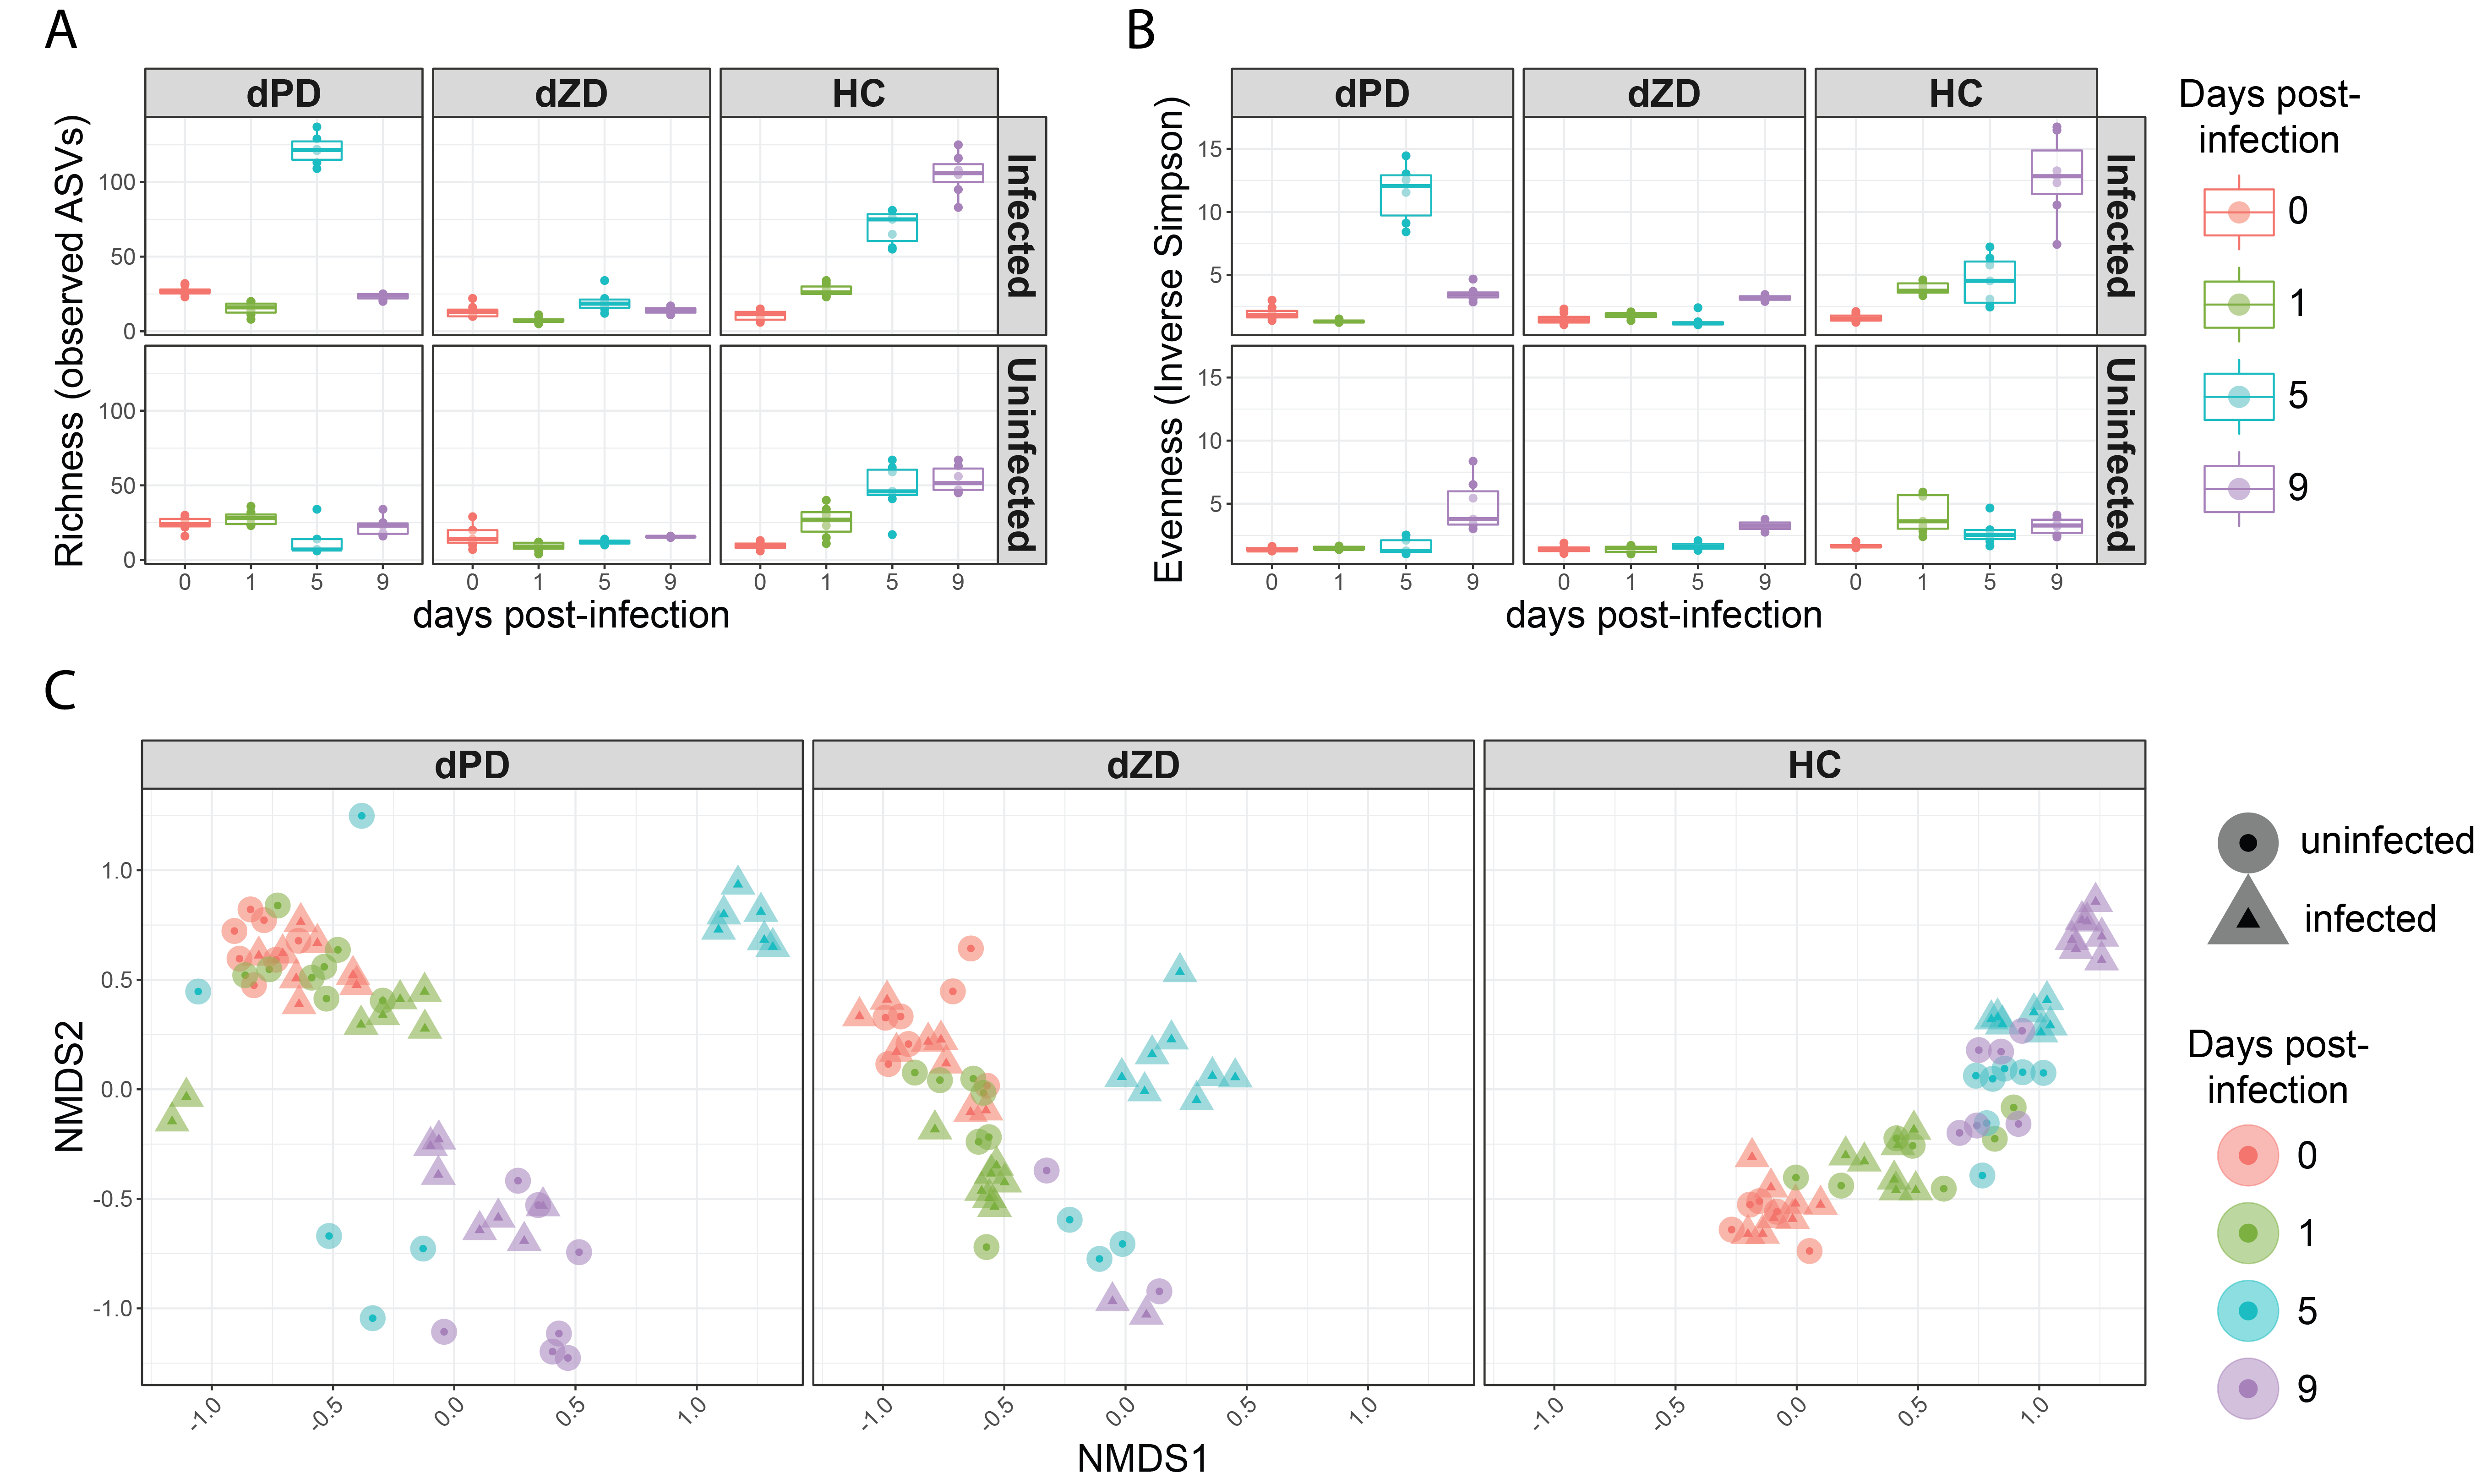 A
dPD
dZD
HC
Richness (observed ASVs)
100
50
0
Infected
100
50
0
Uninfected
0 1 5 9
0 1 5 9
0 1 5 9
days post-infection
B
dPD
dZD
HC
Evenness (Inverse Simpson)
15
10
5
Infected
15
10
5
Uninfected
0 1 5 9
0 1 5 9
0 1 5 9
days post-infection
Days post-
infection
0
1
5
9
C
dPD
dZD
HC
NMDS2
1.0
0.5
0.0
-0.5
-1.0
-1.0 -0.5 0.0 0.5 1.0
-1.0 -0.5 0.0 0.5 1.0
-1.0 -0.5 0.0 0.5 1.0
NMDS1
uninfected
infected
Days post-
infection
0
1
5
9